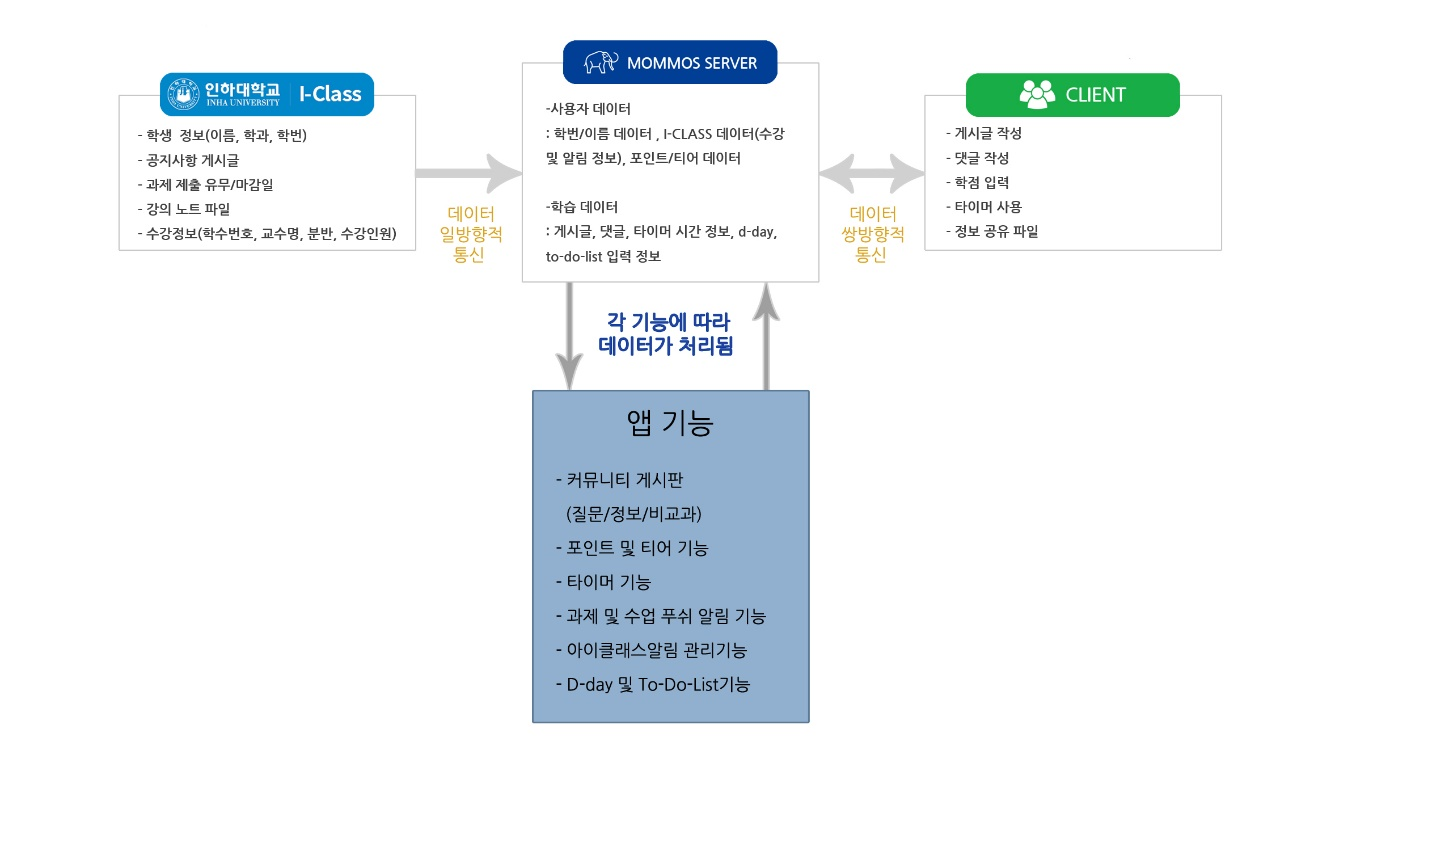 인하대학교
INHA UNIVERSITY
I-Class
- 학생  정보(이름, 학과, 학번)
- 공지사항 게시글
- 과제 제출 유무/마감일
- 강의 노트 파일
- 수강정보(학수번호, 교수명, 분반, 수강인원)
데이터
일방향적
통신
MOMMOS SERVER
-사용자 데이터
: 학번/이름 데이터 , I-CLASS 데이터(수강
및 알림 정보), 포인트/티어 데이터
-학습 데이터
: 게시글, 댓글, 타이머 시간 정보, d-day,
to-do-list 입력 정보
데이터
쌍방향적
통신
CLIENT
- 게시글 작성
- 댓글 작성
- 학점 입력
- 타이머 사용
- 정보 공유 파일
각 기능에 따라
데이터가 처리됨
앱 기능
- 커뮤니티 게시판
(질문/정보/비교과)
- 포인트 및 티어 기능
- 타이머 기능
- 과제 및 수업 푸쉬 알림 기능
- 아이클래스알림 관리기능
- D-day 및 To-Do-List기능